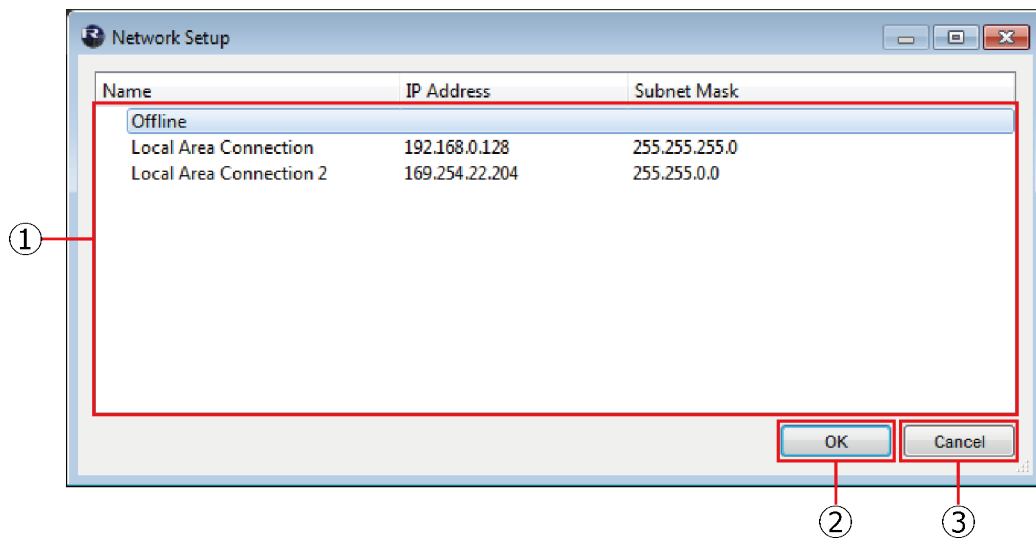 Network Setup
Name IP Address Subnet Mask
Offline
Local Area Connection 192.168.0.128 255.255.255.0
Local Area Connection 2 169.254.22.204 255.255.0.0
①
OK Cancel
② ③